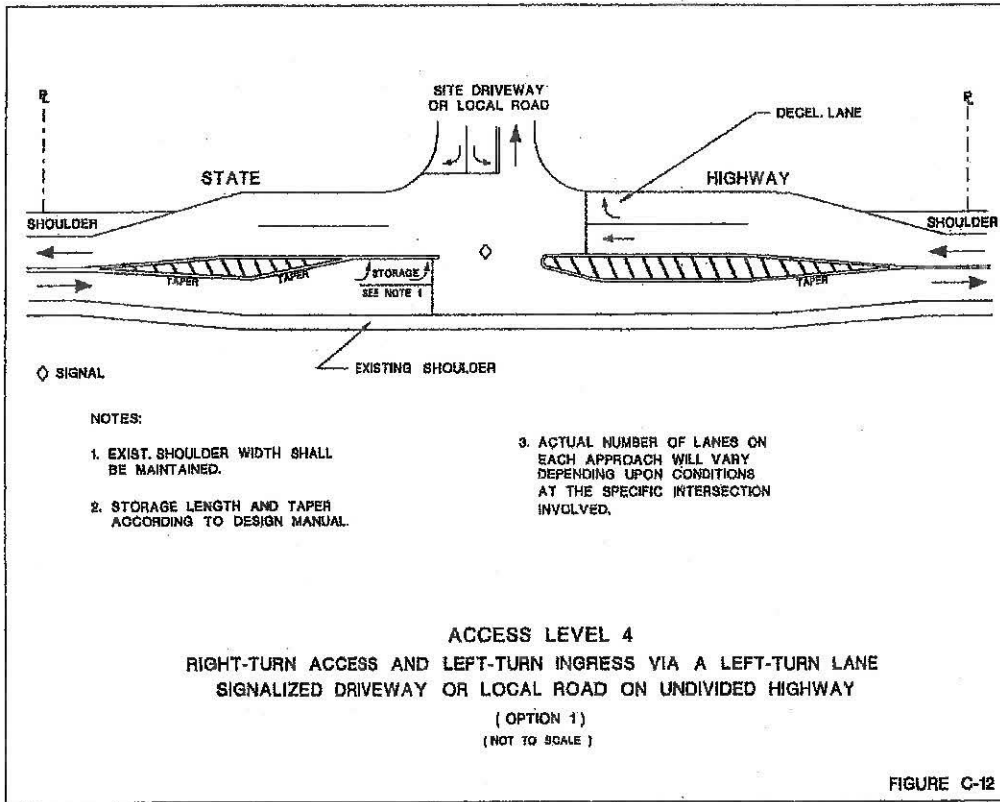 SITE DRIVEWAY
OR LOCAL ROAD
DECEL. LANE
PL
PL
STATE
HIGHWAY
SHOULDER
SHOULDER
TAPER
TAPER
STORAGE
SEE NOTE 1
TAPER
EXISTING SHOULDER
SIGNAL
NOTES:
1. EXIST. SHOULDER WIDTH SHALL
BE MAINTAINED.
2. STORAGE LENGTH AND TAPER
ACCORDING TO DESIGN MANUAL.
3. ACTUAL NUMBER OF LANES ON
EACH APPROACH WILL VARY
DEPENDING UPON CONDITIONS
AT THE SPECIFIC INTERSECTION
INVOLVED.
ACCESS LEVEL 4
RIGHT-TURN ACCESS AND LEFT-TURN INGRESS VIA A LEFT-TURN LANE
SIGNALIZED DRIVEWAY OR LOCAL ROAD ON UNDIVIDED HIGHWAY
( OPTION 1 )
( NOT TO SCALE )
FIGURE C-12